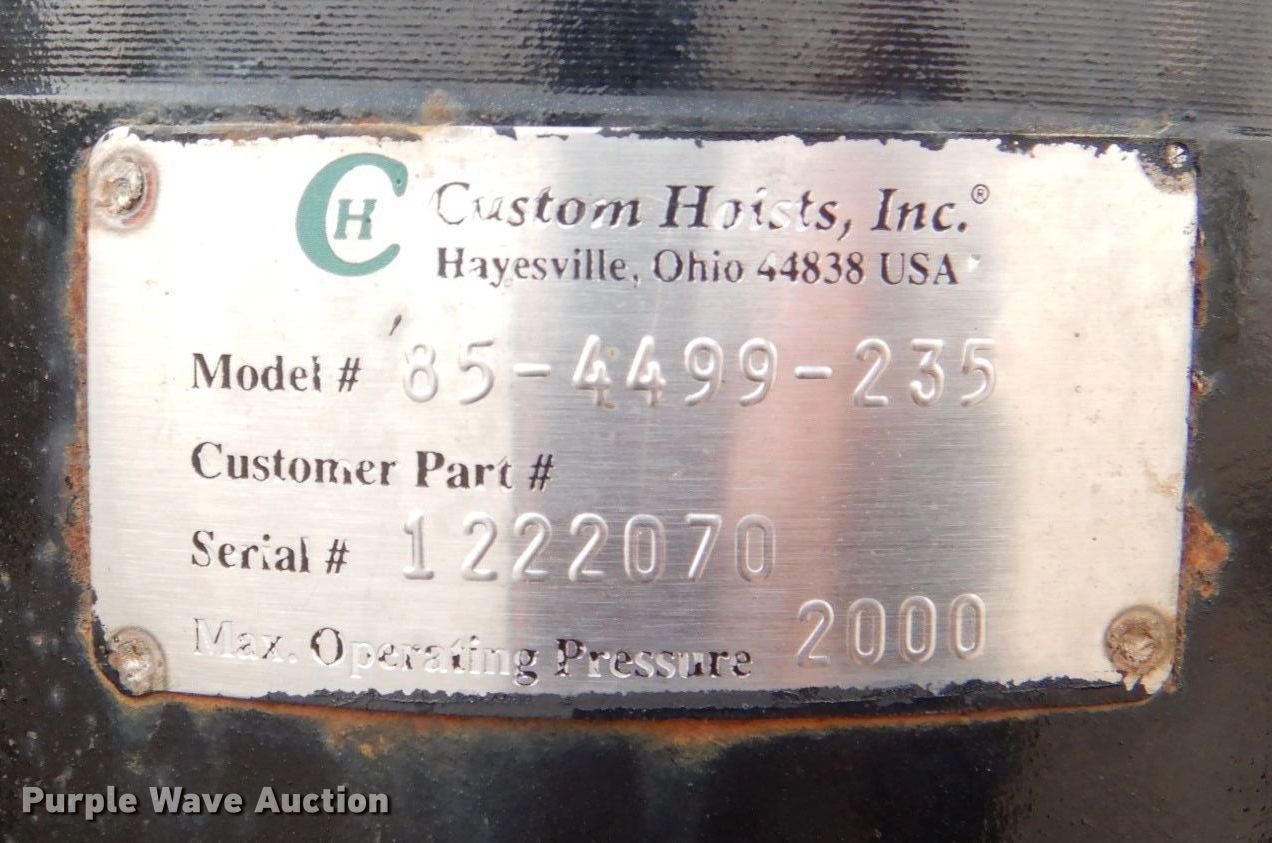 CH Custom Hoists, Inc.®
Hayesville, Ohio 44838 USA
Model # 85-4499-235
Customer Part #
Serial # 1222070
Max. Operating Pressure 2000
Purple Wave Auction